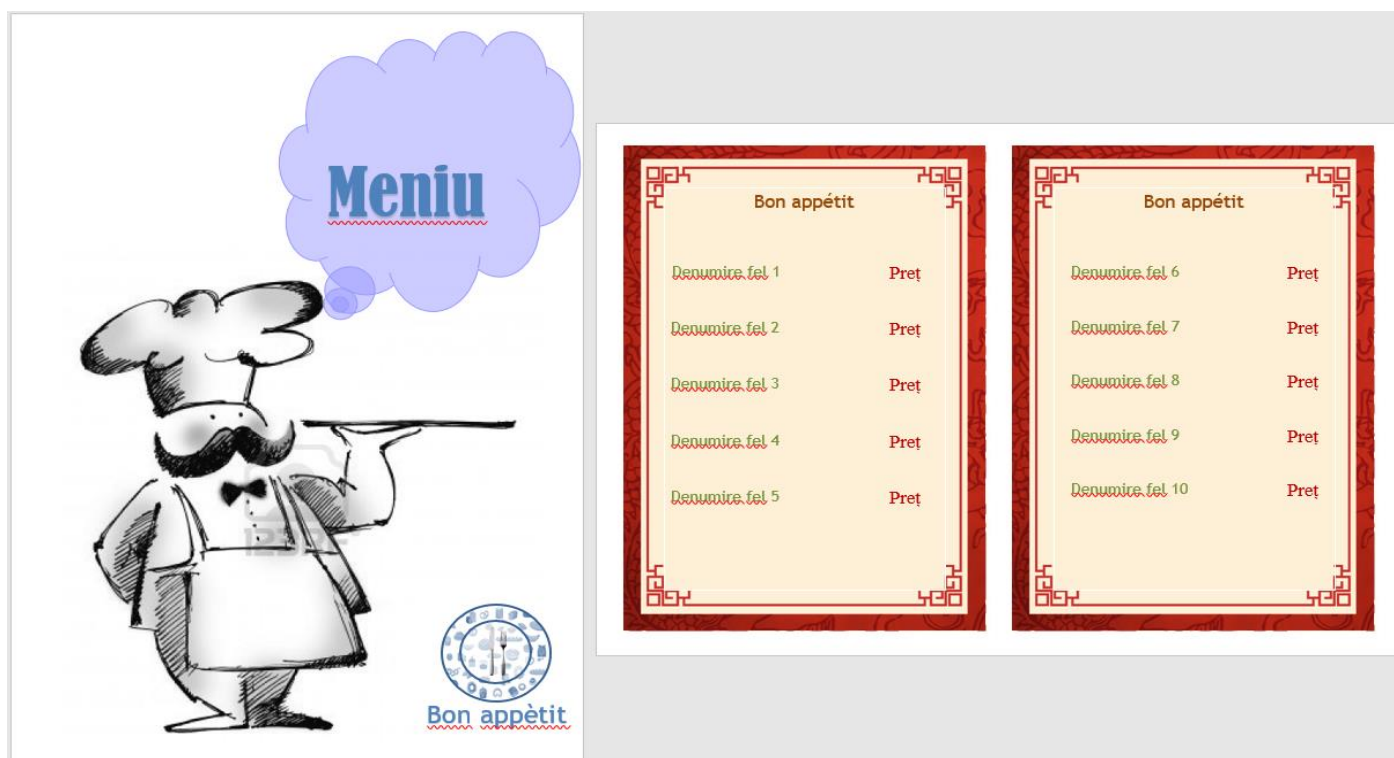 Meniu
123RF
Bon appètit
Bon appétit
Denumire fel 1 Preț
Denumire fel 2 Preț
Denumire fel 3 Preț
Denumire fel 4 Preț
Denumire fel 5 Preț
Bon appétit
Denumire fel 6 Preț
Denumire fel 7 Preț
Denumire fel 8 Preț
Denumire fel 9 Preț
Denumire fel 10 Preț